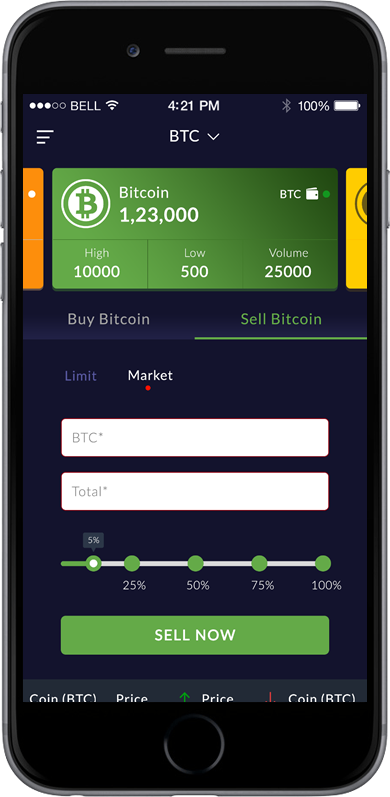 BELL 4:21 PM 100%
BTC
Bitcoin BTC
1,23,000
High Low Volume
10000 500 25000
Buy Bitcoin Sell Bitcoin
Limit Market
BTC*
Total*
5%
25% 50% 75% 100%
SELL NOW
Coin (BTC) Price Price Coin (BTC)